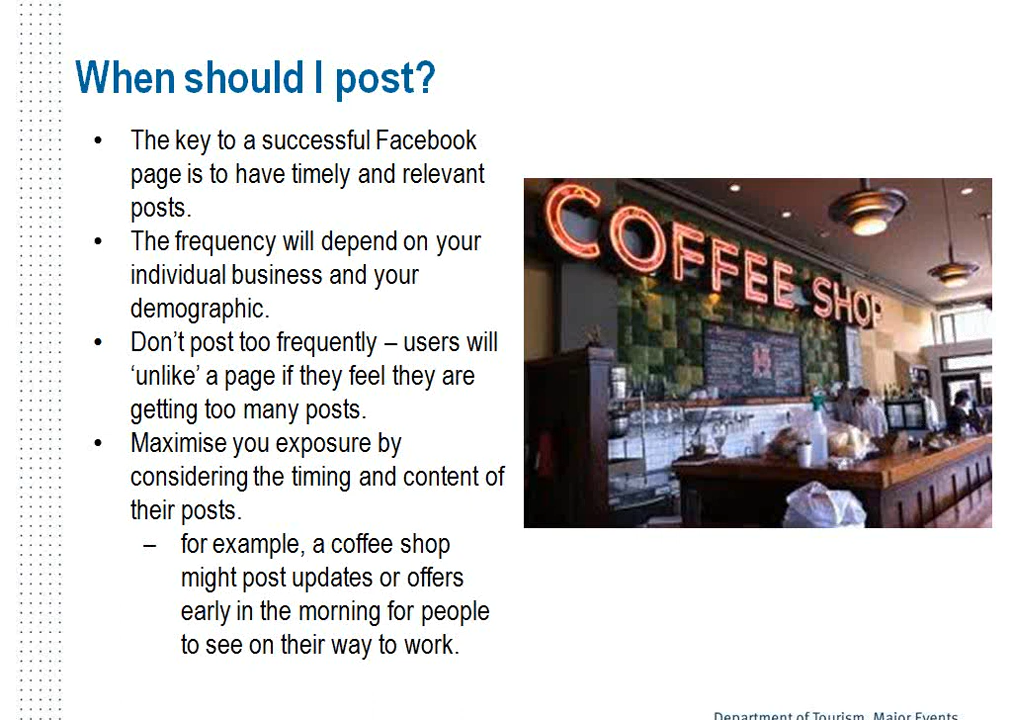 When should I post?
• The key to a successful Facebook
page is to have timely and relevant
posts.
• The frequency will depend on your
individual business and your
demographic.
• Don't post too frequently – users will
'unlike' a page if they feel they are
getting too many posts.
• Maximise you exposure by
considering the timing and content of
their posts.
– for example, a coffee shop
might post updates or offers
early in the morning for people
to see on their way to work.
COFFEE SHOP
Department of Tourism, Major Events